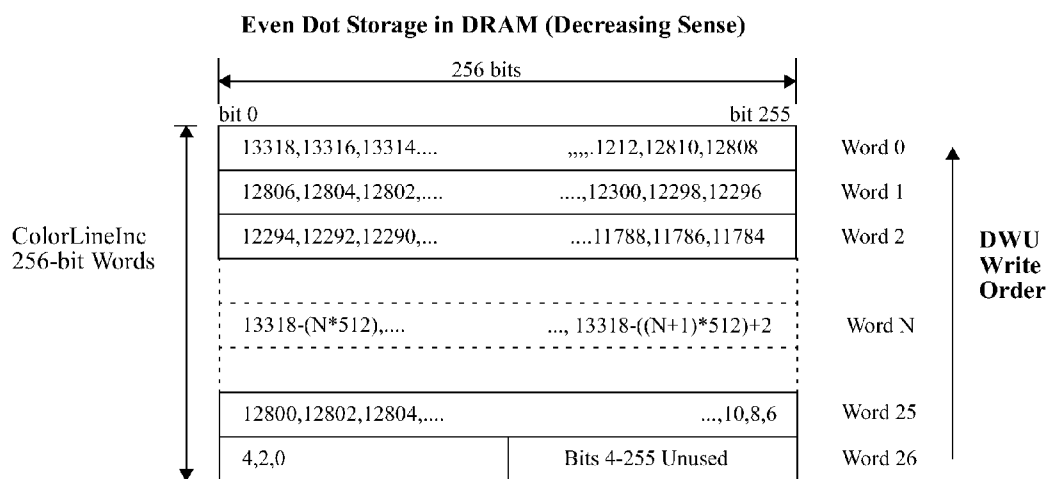 Even Dot Storage in DRAM (Decreasing Sense)
256 bits
bit 0 bit 255
13318,13316,13314.... ,,,,.1212,12810,12808 Word 0
12806,12804,12802,.... ....,12300,12298,12296 Word 1
12294,12292,12290,... ....11788,11786,11784 Word 2
ColorLineInc
256-bit Words
DWU
Write
Order
13318-(N*512),.... ..., 13318-((N+1)*512)+2 Word N
12800,12802,12804,.... ...,10,8,6 Word 25
4,2,0 Bits 4-255 Unused Word 26